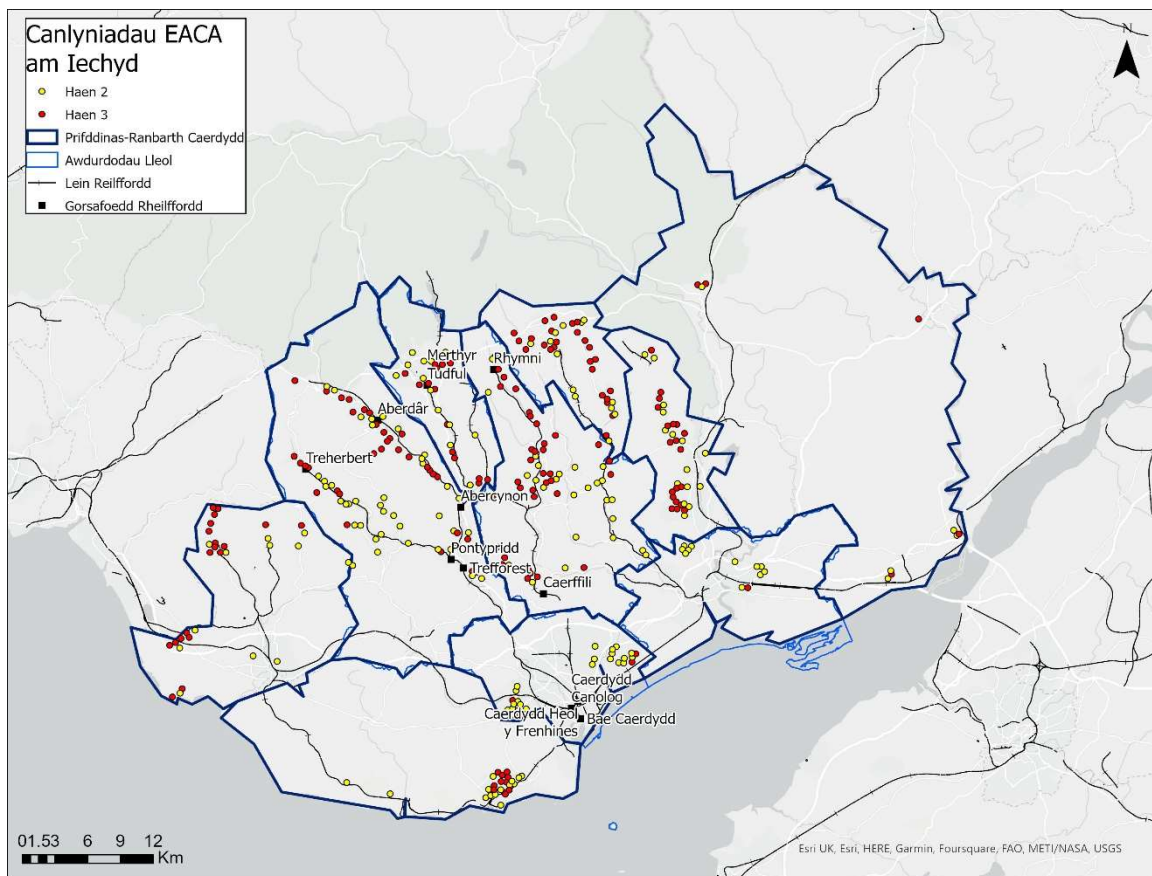 Canlyniadau EACA
am Iechyd
Haen 2
Haen 3
Prifddinas-Ranbarth Caerdydd
Awdurdodau Lleol
Lein Reilffordd
Gorsafoedd Rheilffordd
N
Merthyr
Tudful
Rhymni
Aberdâr
Treherbert
Abercynon
Pontypridd
Trefforest
Caerffili
Caerdydd
Canolog
Caerdydd Heol
y Frenhines
Bae Caerdydd
01.53 6 9 12
Km
Esri UK, Esri, HERE, Garmin, Foursquare, FAO, METI/NASA, USGS